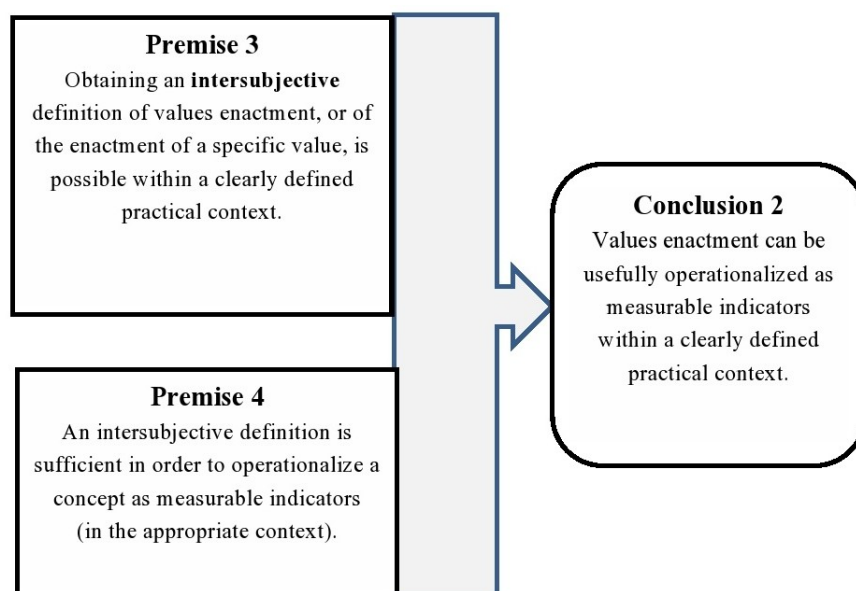 Premise 3
Obtaining an intersubjective
definition of values enactment, or of
the enactment of a specific value, is
possible within a clearly defined
practical context.
Premise 4
An intersubjective definition is
sufficient in order to operationalize a
concept as measurable indicators
(in the appropriate context).
Conclusion 2
Values enactment can be
usefully operationalized as
measurable indicators
within a clearly defined
practical context.